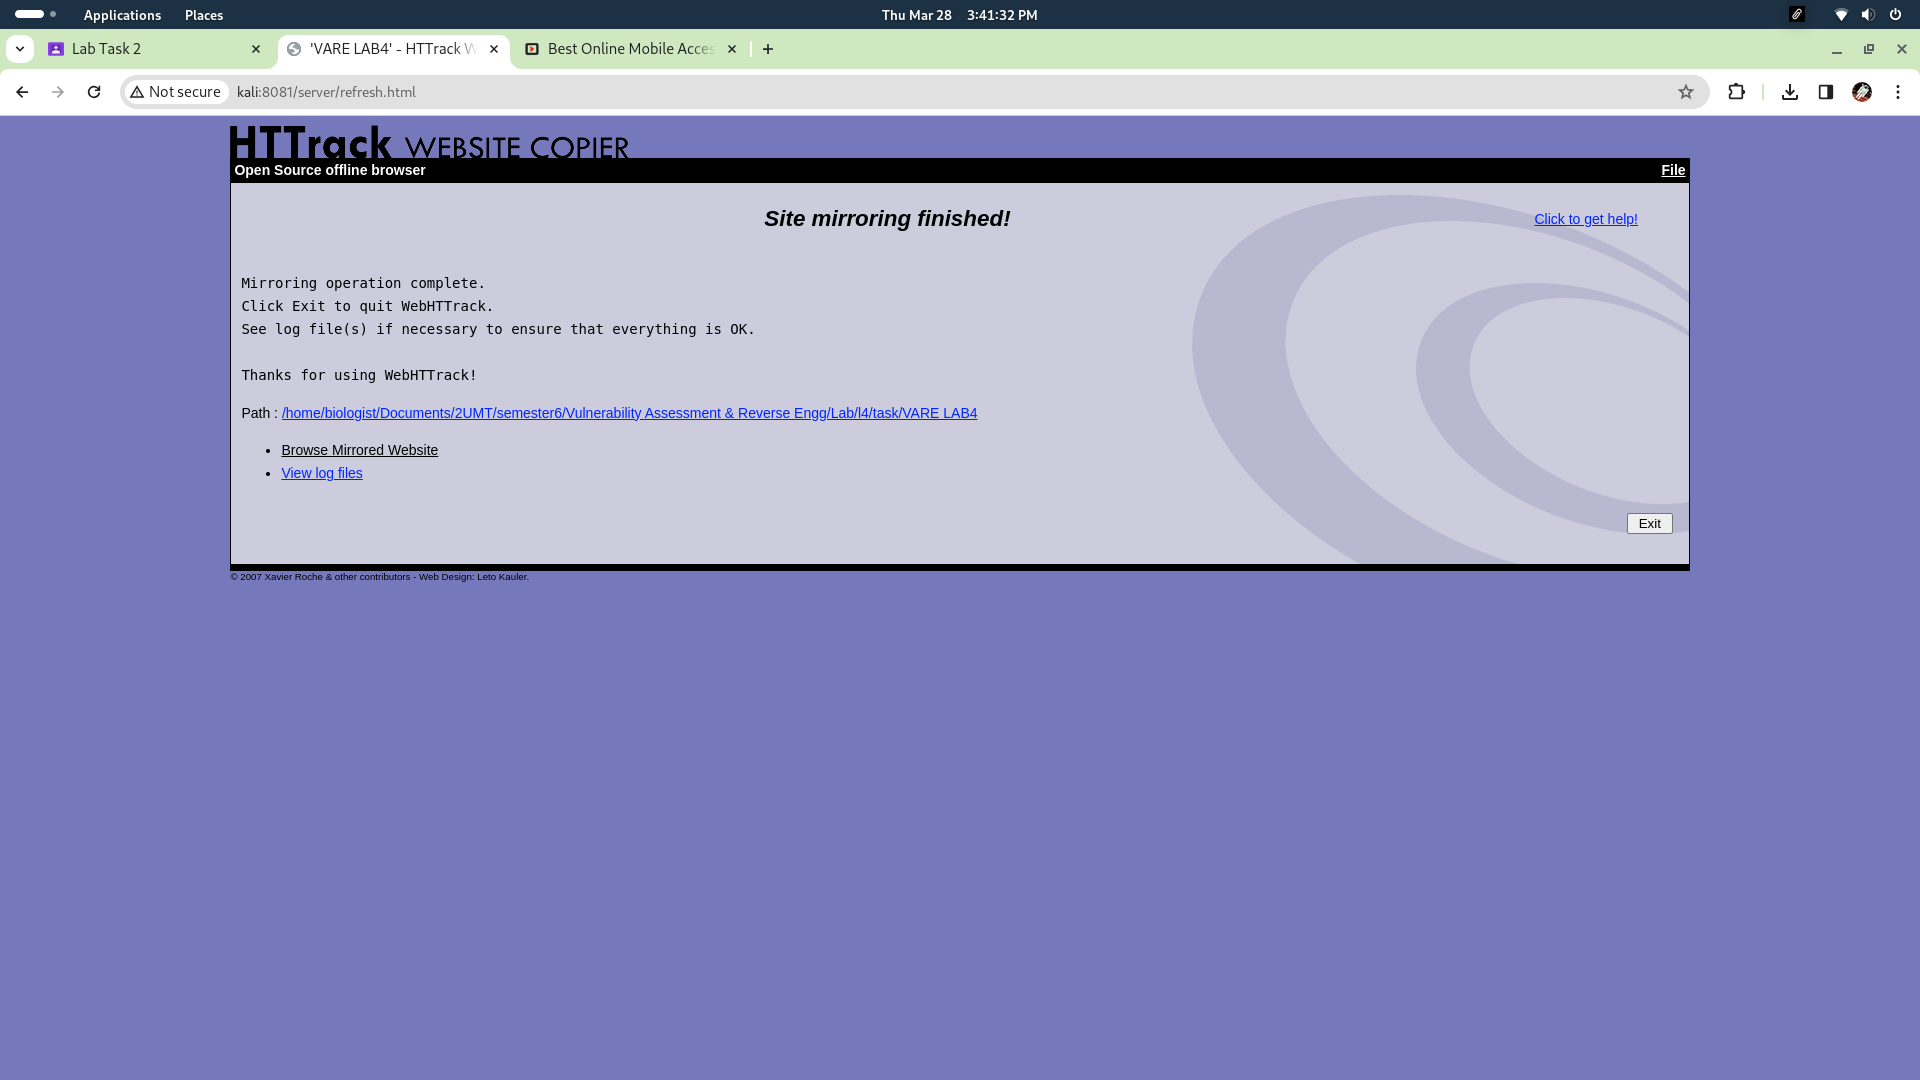 Applications Places Thu Mar 28 3:41:32 PM
Lab Task 2 'VARE LAB4' - HTTrack W Best Online Mobile Acces
Not secure kali:8081/server/refresh.html
HTTrack WEBSITE COPIER
Open Source offline browser File
Site mirroring finished! Click to get help!
Mirroring operation complete.
Click Exit to quit WebHTTrack.
See log file(s) if necessary to ensure that everything is OK.
Thanks for using WebHTTrack!
Path : /home/biologist/Documents/2UMT/semester6/Vulnerability Assessment & Reverse Engg/Lab/l4/task/VARE LAB4
• Browse Mirrored Website
• View log files
Exit
© 2007 Xavier Roche & other contributors - Web Design: Leto Kauler.